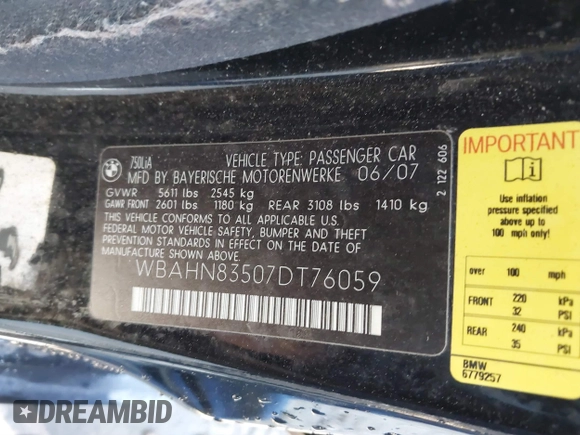 750LiA
VEHICLE TYPE: PASSENGER CAR
MFD BY BAYERISCHE MOTORENWERKE 06/07
GVWR 5611 lbs 2545 kg
GAWR FRONT 2601 lbs 1180 kg REAR 3108 lbs 1410 kg
THIS VEHICLE CONFORMS TO ALL APPLICABLE U.S.
FEDERAL MOTOR VEHICLE SAFETY, BUMPER AND THEFT
PREVENTION STANDARDS IN EFFECT ON THE DATE OF
MANUFACTURE SHOWN ABOVE.
WBAHN83507DT76059
2 122 606
IMPORTANT
Use inflation
pressure specified
above for up to
100 mph only!
over 100 mph
FRONT 220 kPa
32 PSI
REAR 240 kPa
35 PSI
BMW
6779257
DREAMBID